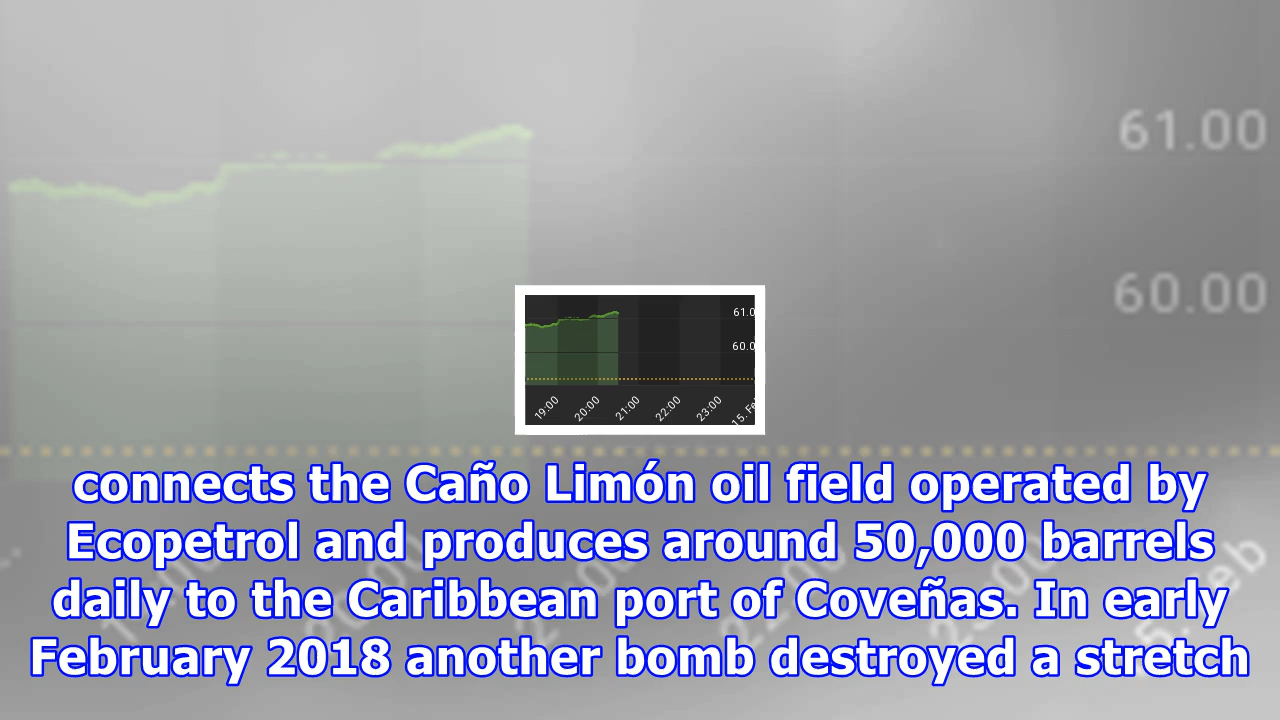 61.00
60.00
61.0
60.0
19:00
20:00
21:00
22:00
23:00
15. Fe
connects the Caño Limón oil field operated by
Ecopetrol and produces around 50,000 barrels
daily to the Caribbean port of Coveñas. In early
February 2018 another bomb destroyed a stretch